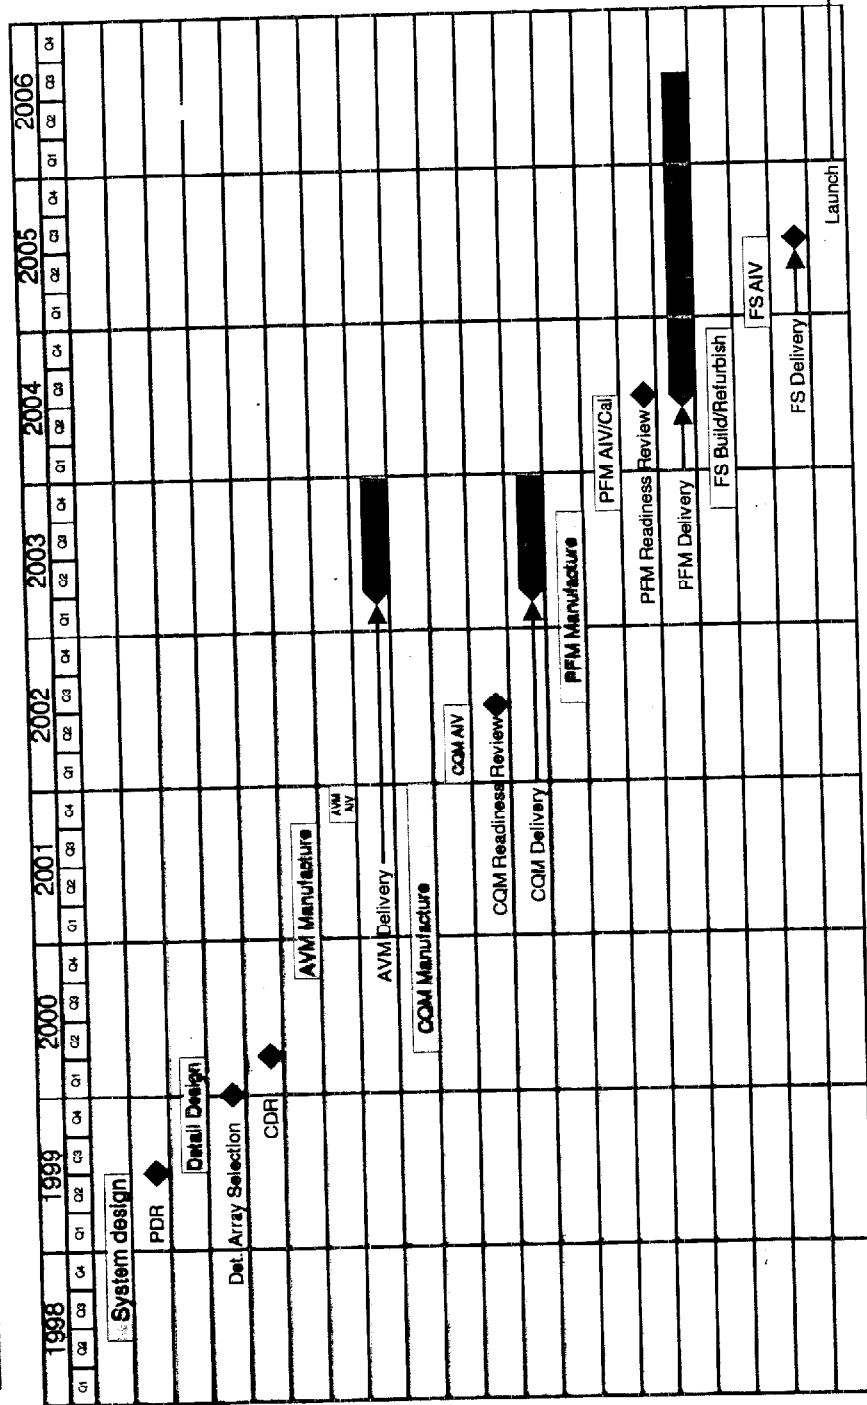 1998 1999 2000 2001 2002 2003 2004 2005 2006
Q1 Q2 Q3 Q4 Q1 Q2 Q3 Q4 Q1 Q2 Q3 Q4 Q1 Q2 Q3 Q4 Q1 Q2 Q3 Q4 Q1 Q2 Q3 Q4 Q1 Q2 Q3 Q4 Q1 Q2 Q3 Q4 Q1 Q2 Q3 Q4
System design
PDR
Detail Design
Det. Array Selection
CDR
AVM Manufacture
AVM
AIV
AVM Delivery
CQM Manufacture
CQM AIV
CQM Readiness Review
CQM Delivery
PFM Manufacture
PFM AIV/Cal
PFM Readiness Review
PFM Delivery
FS Build/Refurbish
FS AIV
FS Delivery
Launch